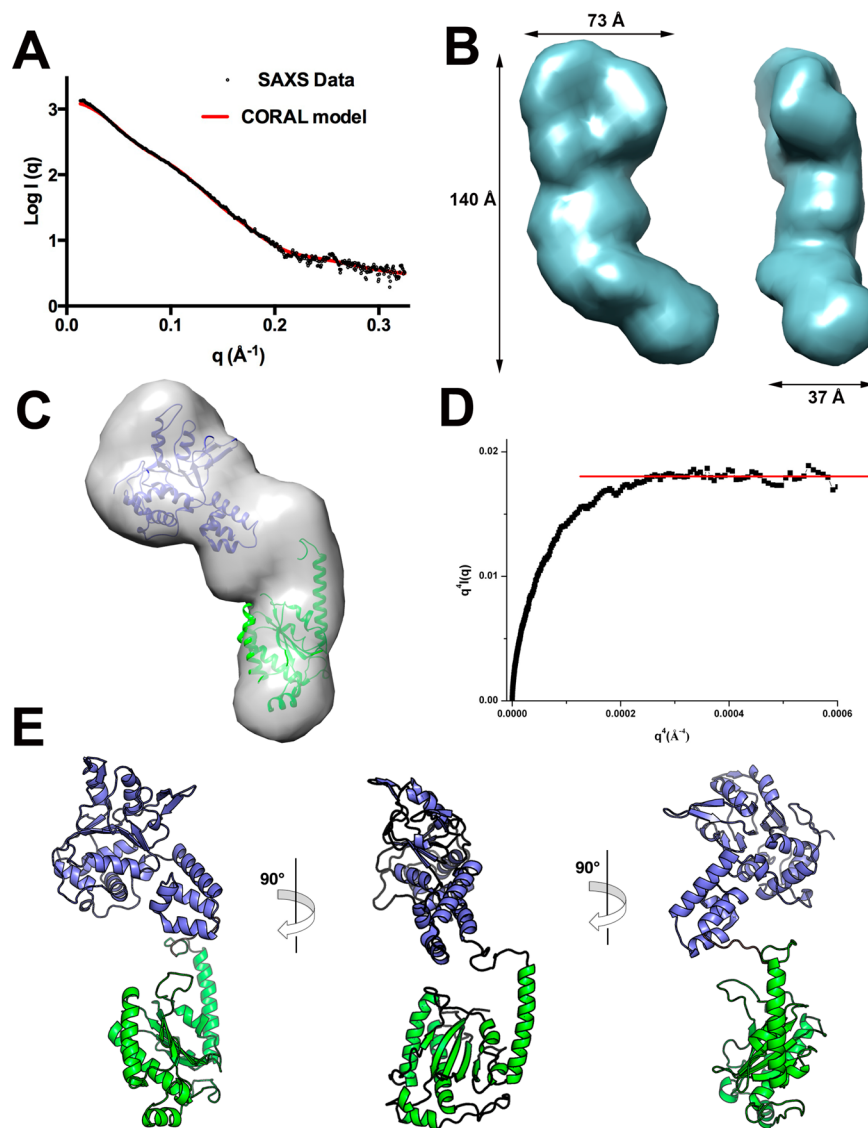 A
SAXS Data
CORAL model
Log I (q)
3
2
1
0
0.0
0.1
0.2
0.3
q (Å⁻¹)
B
73 Å
140 Å
37 Å
C
D
0.02
0.01
0.00
q⁴I(q)
0.0000
0.0002
0.0004
0.0006
q⁴(Å⁻⁴)
E
90°
90°